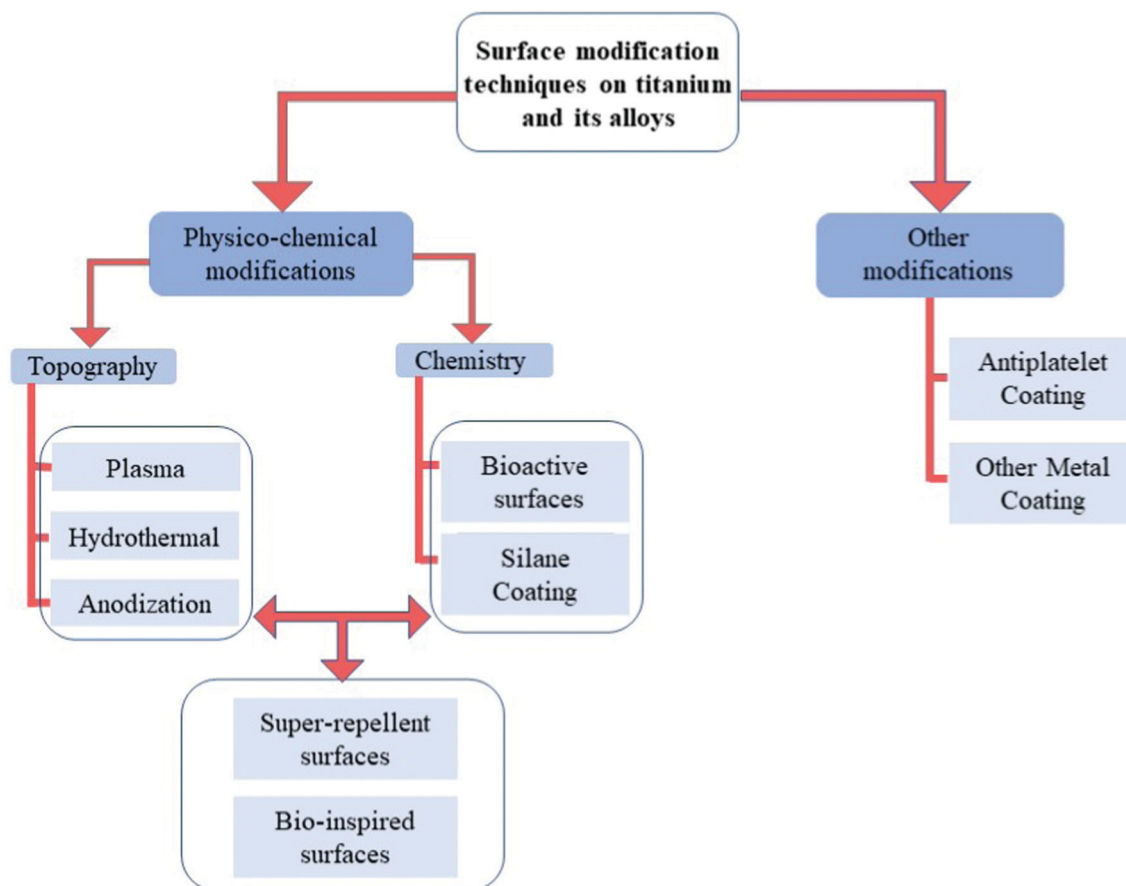 Surface modification
techniques on titanium
and its alloys
Physico-chemical
modifications
Other
modifications
Topography
Chemistry
Plasma
Hydrothermal
Anodization
Bioactive
surfaces
Silane
Coating
Antiplatelet
Coating
Other Metal
Coating
Super-repellent
surfaces
Bio-inspired
surfaces